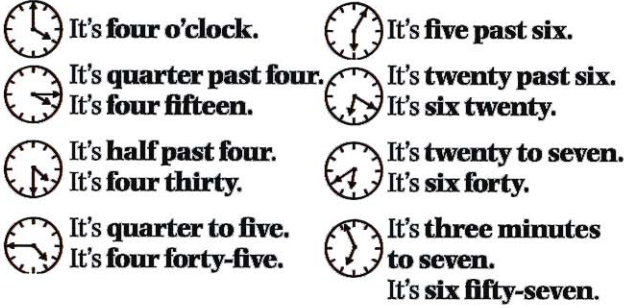 It's four o'clock.
It's quarter past four.
It's four fifteen.
It's half past four.
It's four thirty.
It's quarter to five.
It's four forty-five.
It's five past six.
It's twenty past six.
It's six twenty.
It's twenty to seven.
It's six forty.
It's three minutes
to seven.
It's six fifty-seven.